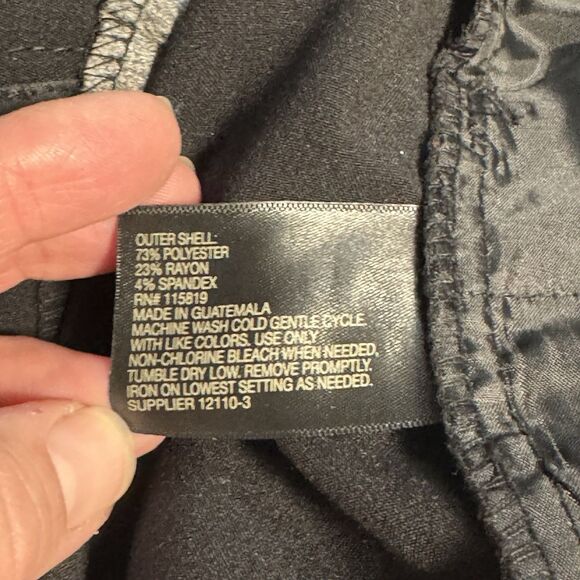 OUTER SHELL:
73% POLYESTER
23% RAYON
4% SPANDEX
RN# 115819
MADE IN GUATEMALA
MACHINE WASH COLD GENTLE CYCLE
WITH LIKE COLORS. USE ONLY
NON-CHLORINE BLEACH WHEN NEEDED,
TUMBLE DRY LOW. REMOVE PROMPTLY.
IRON ON LOWEST SETTING AS NEEDED.
SUPPLIER 12110-3